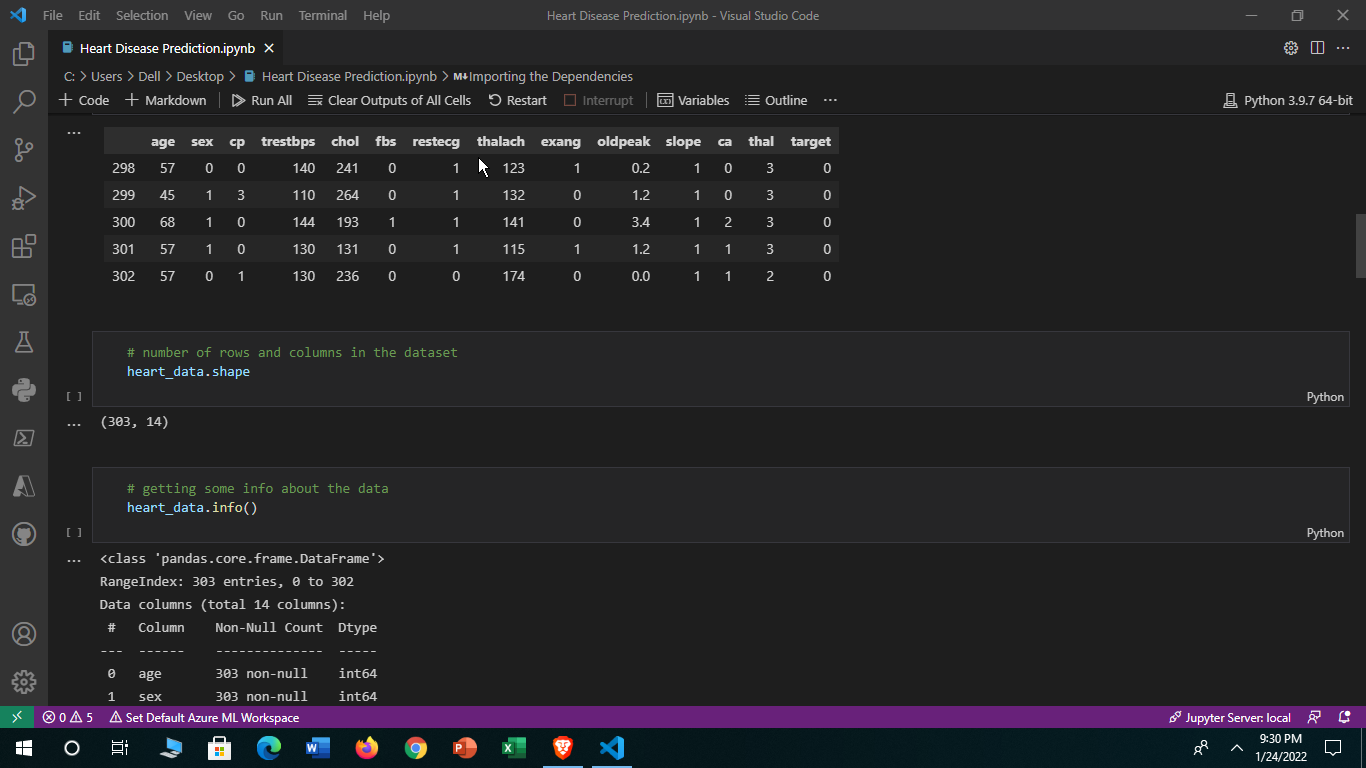 File Edit Selection View Go Run Terminal Help Heart Disease Prediction.ipynb - Visual Studio Code
Heart Disease Prediction.ipynb
C: > Users > Dell > Desktop > Heart Disease Prediction.ipynb > M↓Importing the Dependencies
+ Code + Markdown Run All Clear Outputs of All Cells Restart Interrupt Variables Outline ... Python 3.9.7 64-bit
...
age sex cp trestbps chol fbs restecg thalach exang oldpeak slope ca thal target
298 57 0 0 140 241 0 1 123 1 0.2 1 0 3 0
299 45 1 3 110 264 0 1 132 0 1.2 1 0 3 0
300 68 1 0 144 193 1 1 141 0 3.4 1 2 3 0
301 57 1 0 130 131 0 1 115 1 1.2 1 1 3 0
302 57 0 1 130 236 0 0 174 0 0.0 1 1 2 0
# number of rows and columns in the dataset
heart_data.shape
[ ] Python
... (303, 14)
# getting some info about the data
heart_data.info()
[ ] Python
... <class 'pandas.core.frame.DataFrame'>
RangeIndex: 303 entries, 0 to 302
Data columns (total 14 columns):
# Column Non-Null Count Dtype
--- ------ -------------- -----
0 age 303 non-null int64
1 sex 303 non-null int64
0 5 Set Default Azure ML Workspace Jupyter Server: local
9:30 PM
1/24/2022